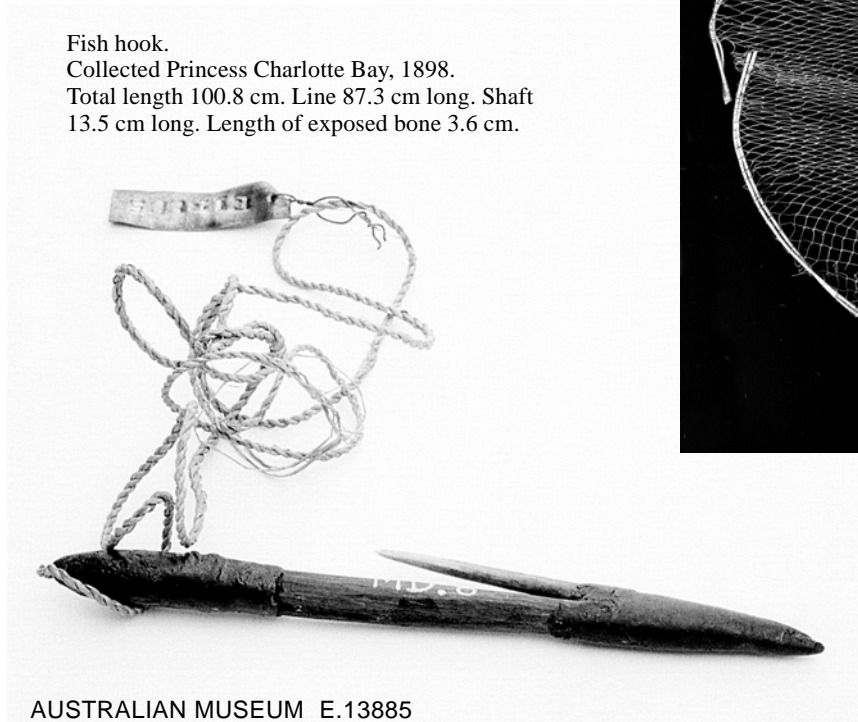 Fish hook.
Collected Princess Charlotte Bay, 1898.
Total length 100.8 cm. Line 87.3 cm long. Shaft
13.5 cm long. Length of exposed bone 3.6 cm.
AUSTRALIAN MUSEUM E.13885